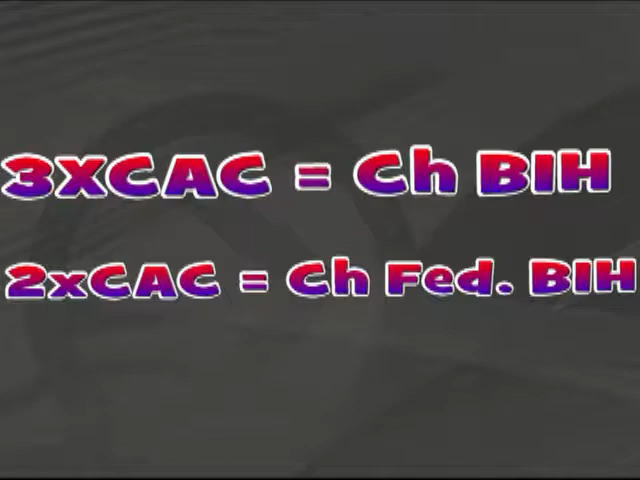 3XCAC = Ch BIH
2xCAC = Ch Fed. BIH